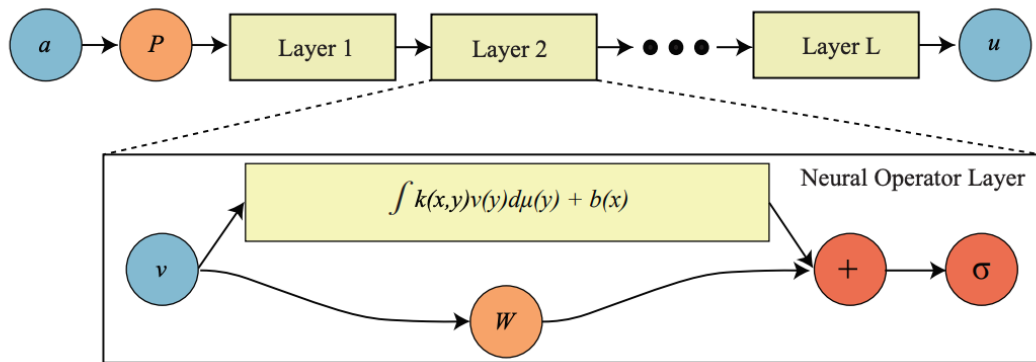 a P Layer 1 Layer 2 Layer L u
Neural Operator Layer
∫ k(x,y)v(y)dμ(y) + b(x)
v + σ
W